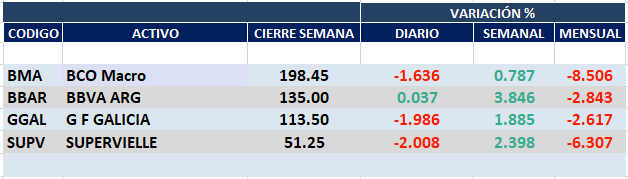 VARIACIÓN %
CODIGO ACTIVO CIERRE SEMANA DIARIO SEMANAL MENSUAL
BMA BCO Macro 198.45 -1.636 0.787 -8.506
BBAR BBVA ARG 135.00 0.037 3.846 -2.843
GGAL G F GALICIA 113.50 -1.986 1.885 -2.617
SUPV SUPERVIELLE 51.25 -2.008 2.398 -6.307